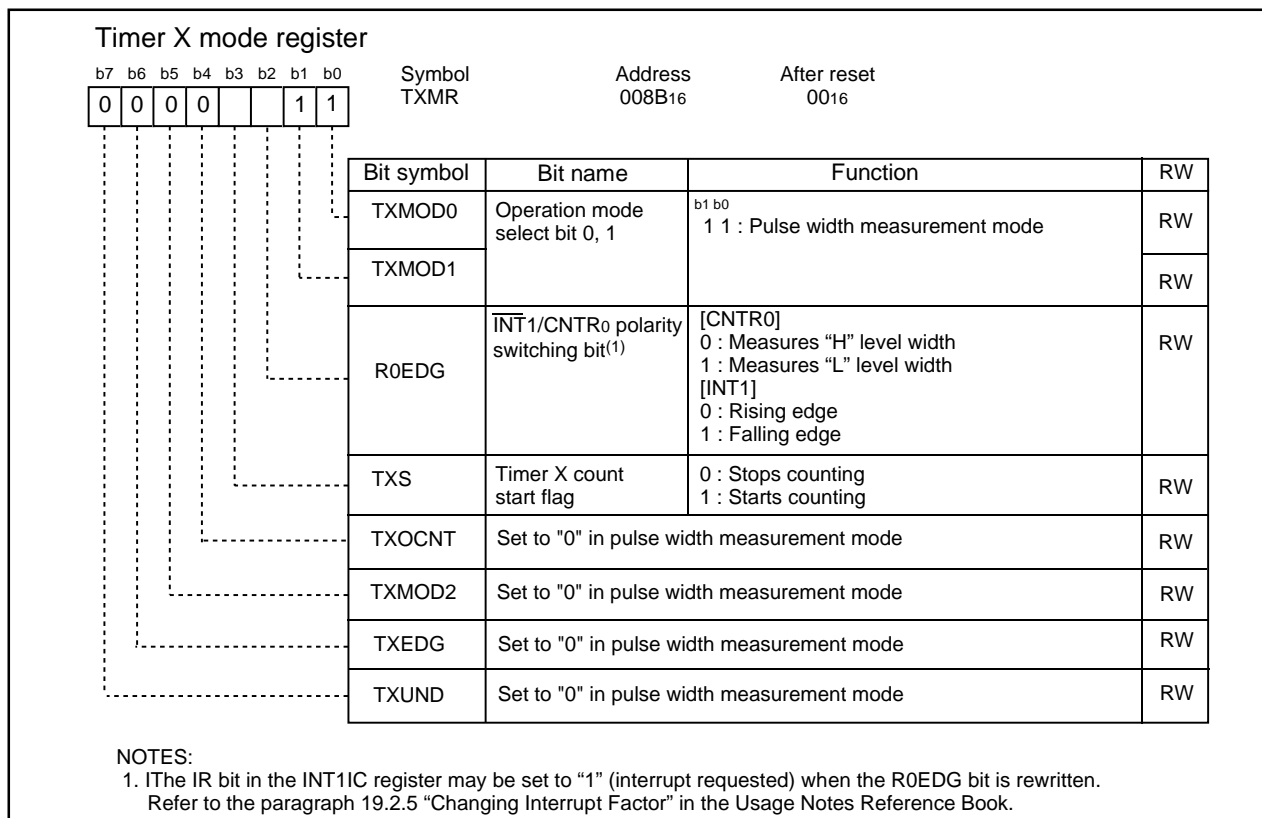 Timer X mode register
b7 b6 b5 b4 b3 b2 b1 b0 Symbol Address After reset
0 0 0 0 1 1 TXMR 008B16 0016
Bit symbol Bit name Function RW
TXMOD0 Operation mode select bit 0, 1 b1 b0 RW
1 1 : Pulse width measurement mode
TXMOD1 RW
R0EDG INT1/CNTR0 polarity switching bit(1) [CNTR0] RW
0 : Measures “H” level width
1 : Measures “L” level width
[INT1]
0 : Rising edge
1 : Falling edge
TXS Timer X count start flag 0 : Stops counting RW
1 : Starts counting
TXOCNT Set to "0" in pulse width measurement mode RW
TXMOD2 Set to "0" in pulse width measurement mode RW
TXEDG Set to "0" in pulse width measurement mode RW
TXUND Set to "0" in pulse width measurement mode RW
NOTES:
1. IThe IR bit in the INT1IC register may be set to “1” (interrupt requested) when the R0EDG bit is rewritten.
Refer to the paragraph 19.2.5 “Changing Interrupt Factor” in the Usage Notes Reference Book.